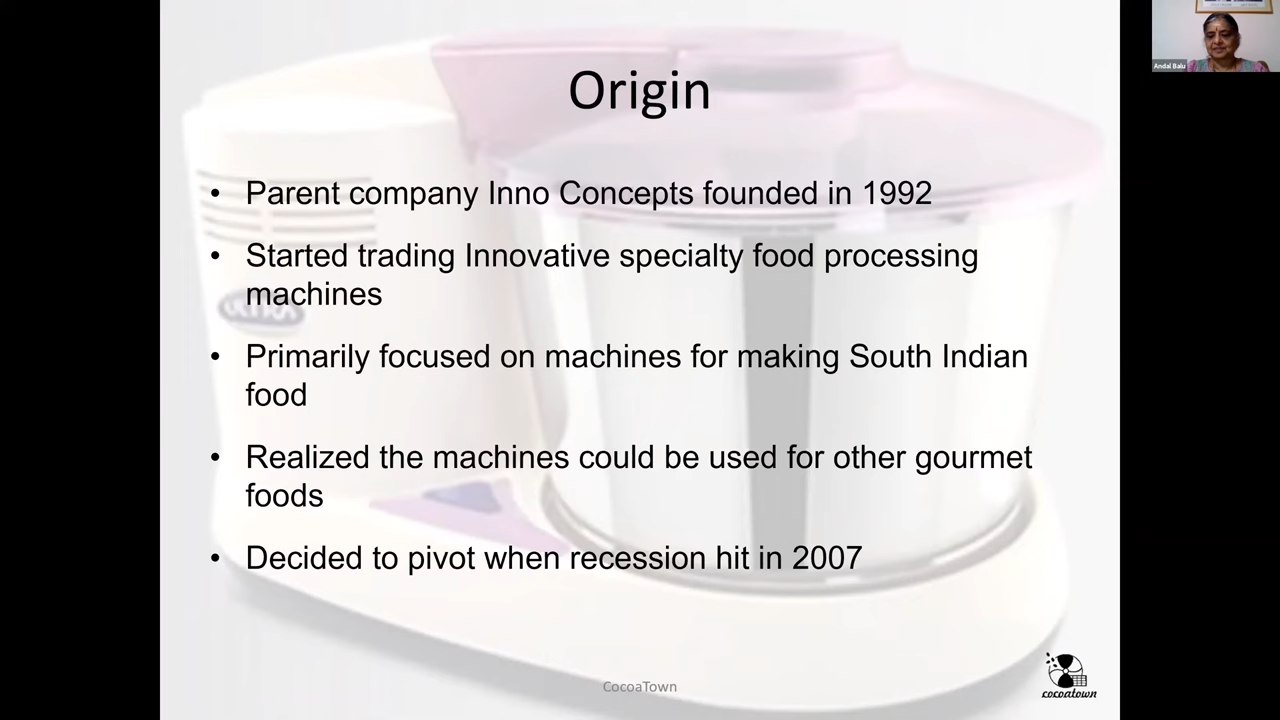 Origin
Andal Balu
• Parent company Inno Concepts founded in 1992
• Started trading Innovative specialty food processing
machines
• Primarily focused on machines for making South Indian
food
• Realized the machines could be used for other gourmet
foods
• Decided to pivot when recession hit in 2007
ULTRA
CocoaTown
cocoatown